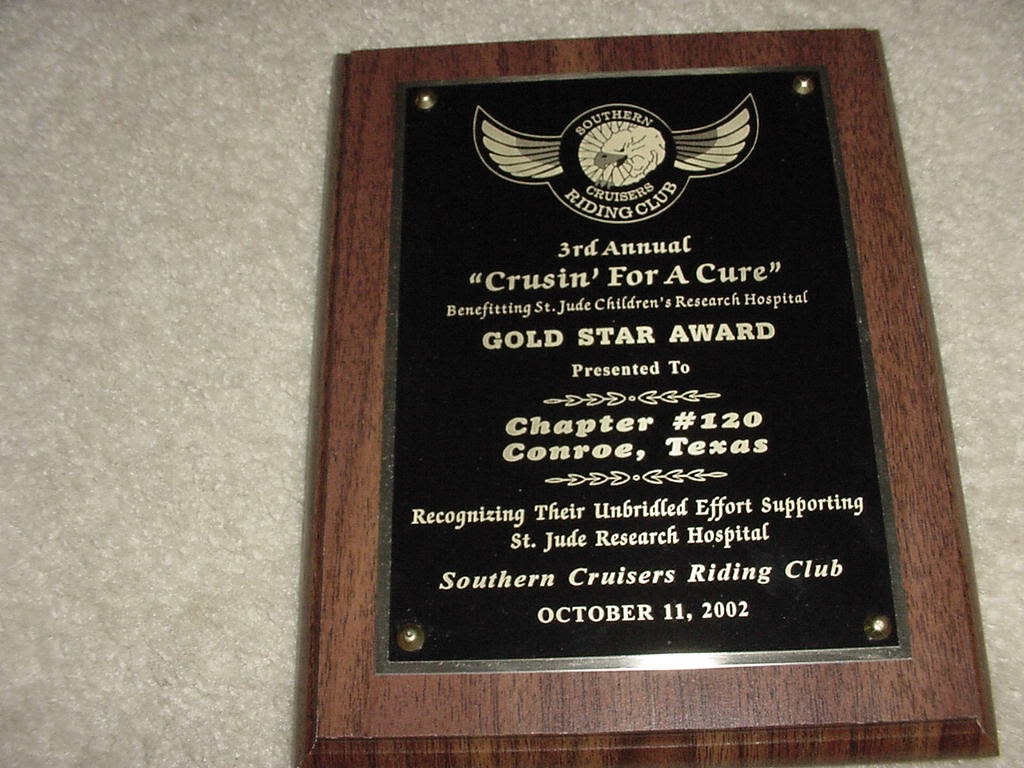 SOUTHERN
CRUISERS
RIDING CLUB
3rd Annual
"Crusin' For A Cure"
Benefitting St. Jude Children's Research Hospital
GOLD STAR AWARD
Presented To
Chapter #120
Conroe, Texas
Recognizing Their Unbridled Effort Supporting
St. Jude Research Hospital
Southern Cruisers Riding Club
OCTOBER 11, 2002